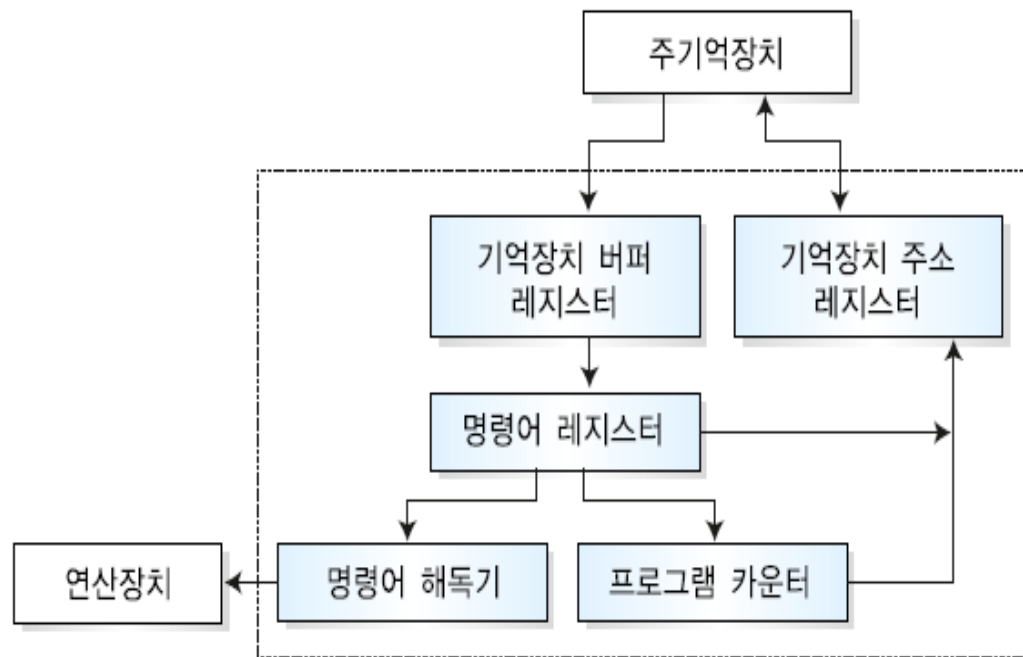 주기억장치
기억장치 버퍼
레지스터
기억장치 주소
레지스터
명령어 레지스터
연산장치
명령어 해독기
프로그램 카운터